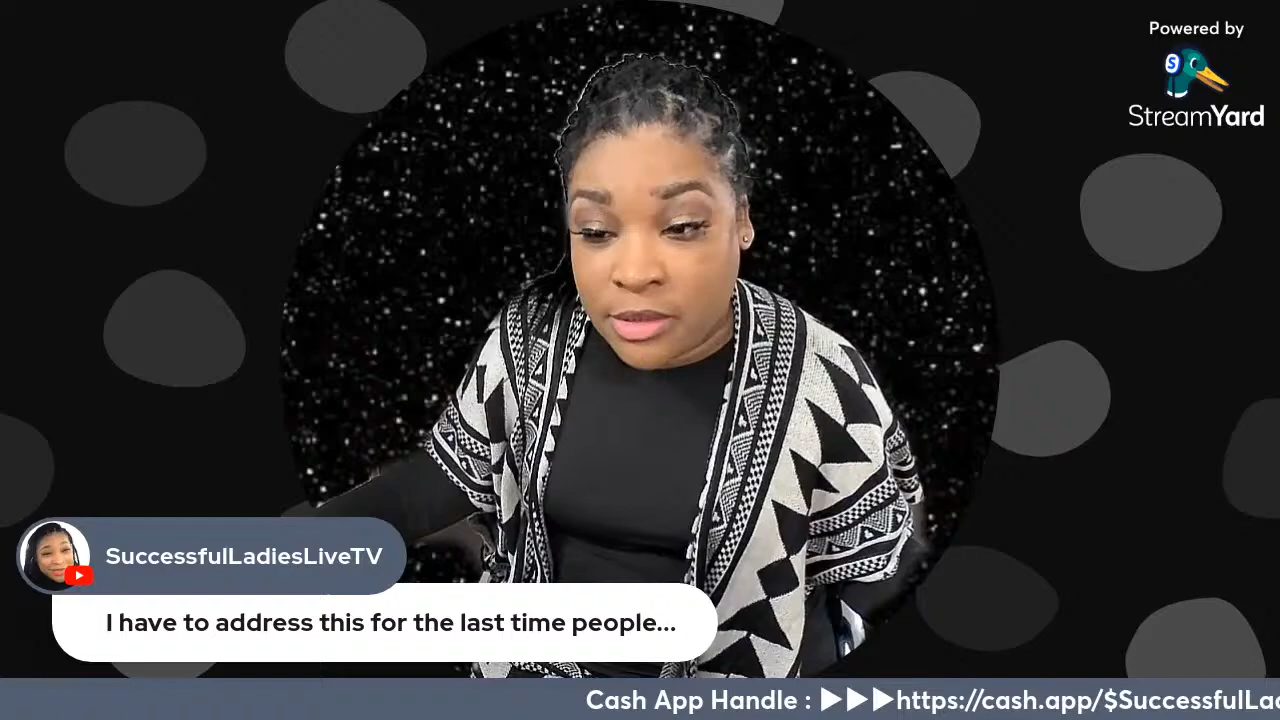 Powered by
S
StreamYard
SuccessfulLadiesLiveTV
I have to address this for the last time people...
Cash App Handle : ▶▶▶https://cash.app/$SuccessfulLa